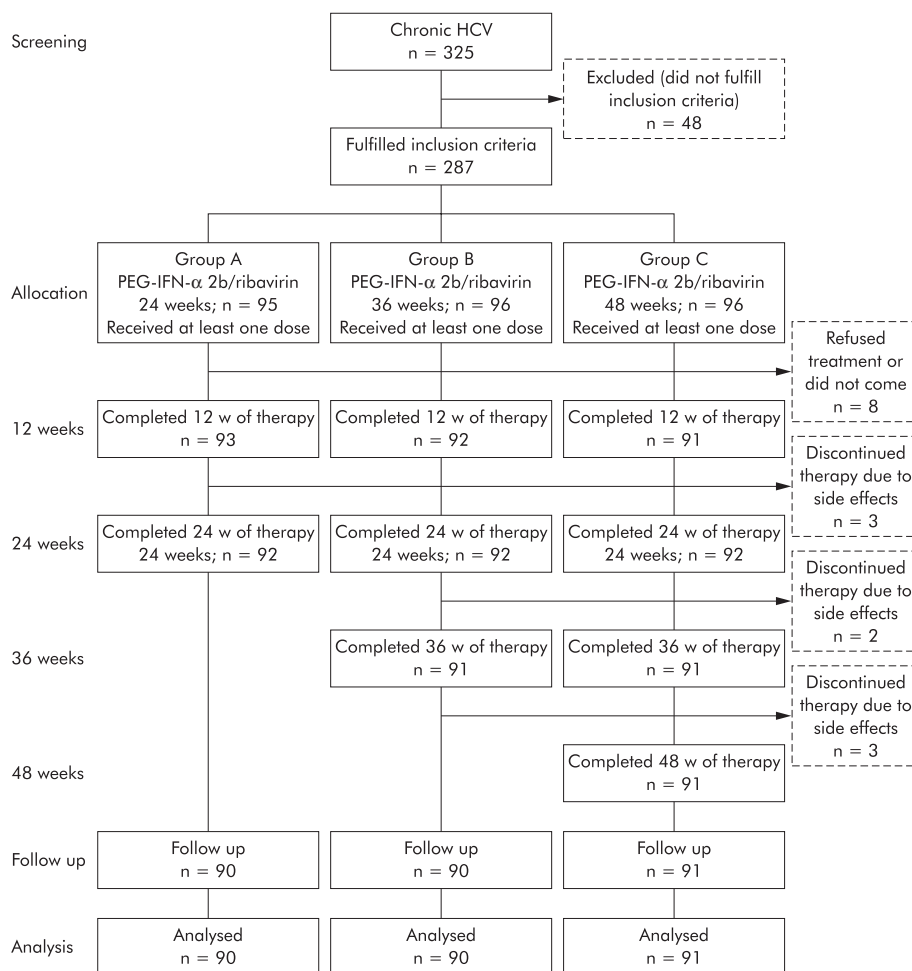 Screening
Chronic HCV
n = 325
Excluded (did not fulfill
inclusion criteria)
n = 48
Fulfilled inclusion criteria
n = 287
Allocation
Group A
PEG-IFN-α 2b/ribavirin
24 weeks; n = 95
Received at least one dose
Group B
PEG-IFN-α 2b/ribavirin
36 weeks; n = 96
Received at least one dose
Group C
PEG-IFN-α 2b/ribavirin
48 weeks; n = 96
Received at least one dose
Refused
treatment or
did not come
n = 8
12 weeks
Completed 12 w of therapy
n = 93
Completed 12 w of therapy
n = 92
Completed 12 w of therapy
n = 91
Discontinued
therapy due to
side effects
n = 3
24 weeks
Completed 24 w of therapy
24 weeks; n = 92
Completed 24 w of therapy
24 weeks; n = 92
Completed 24 w of therapy
24 weeks; n = 92
Discontinued
therapy due to
side effects
n = 2
36 weeks
Completed 36 w of therapy
n = 91
Completed 36 w of therapy
n = 91
Discontinued
therapy due to
side effects
n = 3
48 weeks
Completed 48 w of therapy
n = 91
Follow up
Follow up
n = 90
Follow up
n = 90
Follow up
n = 91
Analysis
Analysed
n = 90
Analysed
n = 90
Analysed
n = 91